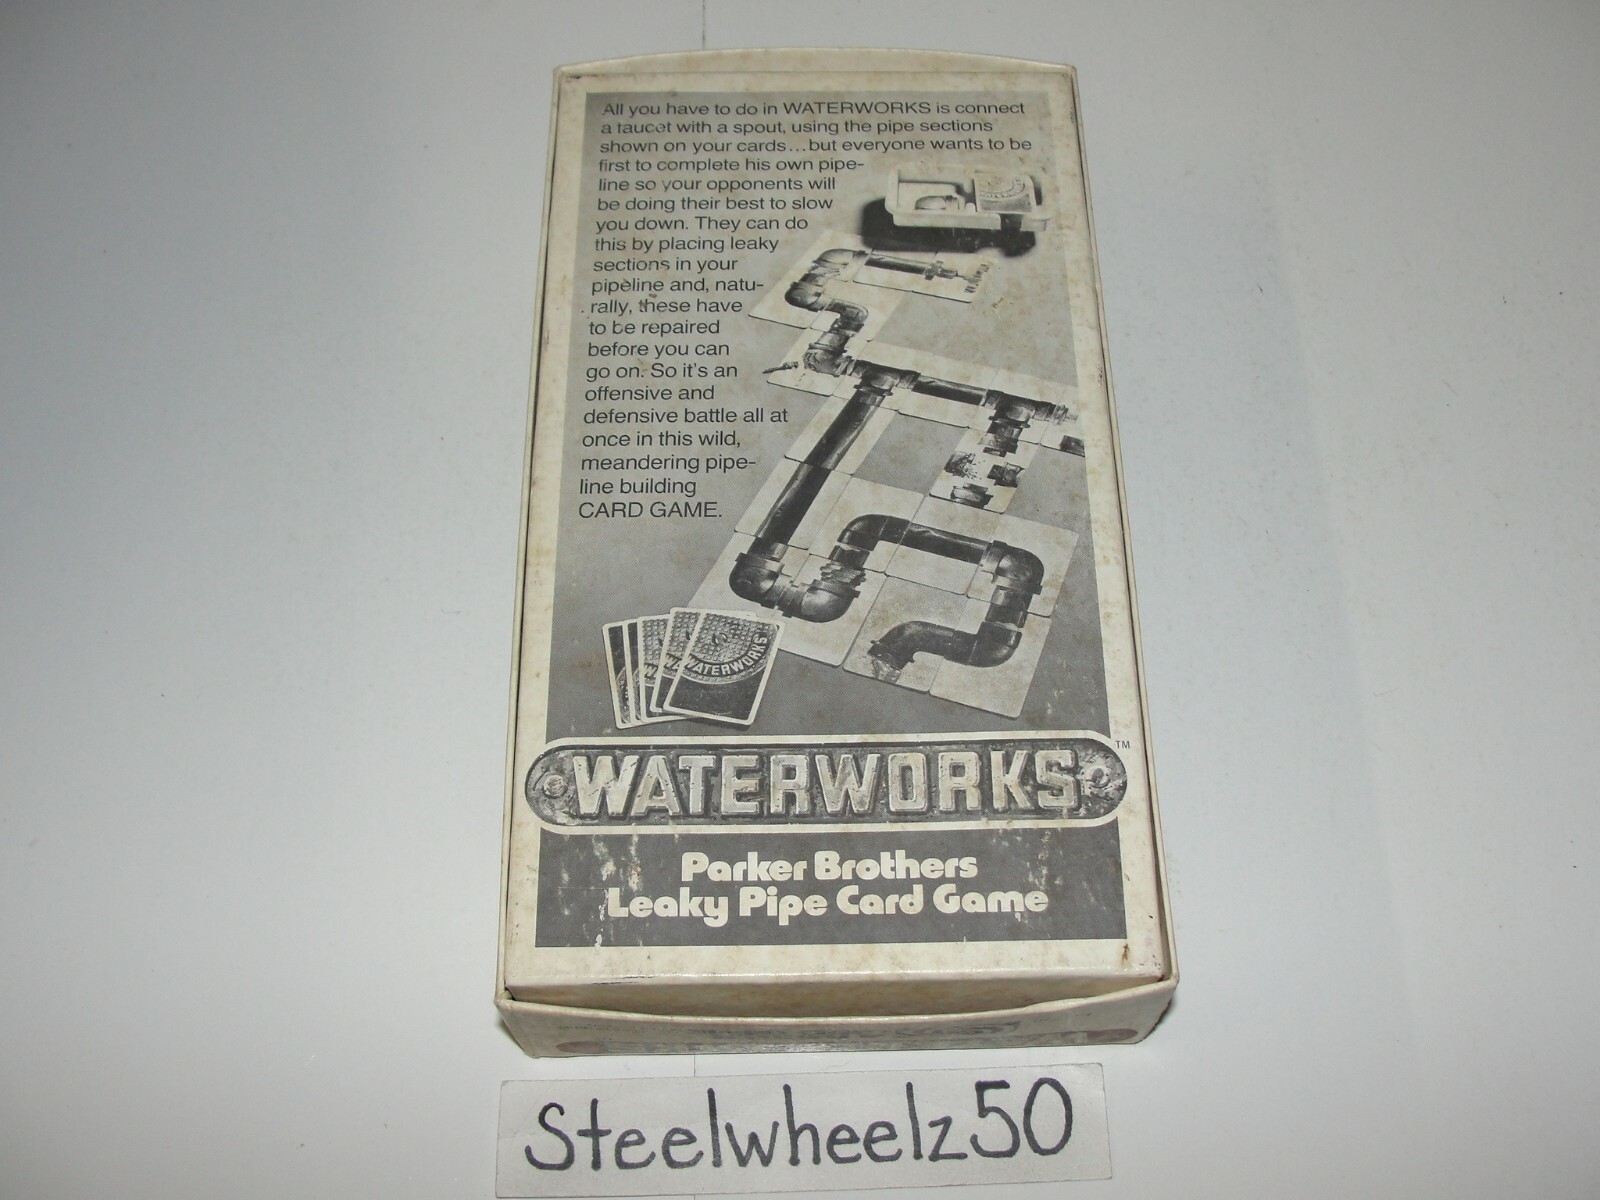 All you have to do in WATERWORKS is connect
a faucet with a spout, using the pipe sections
shown on your cards...but everyone wants to be
first to complete his own pipe-
line so your opponents will
be doing their best to slow
you down. They can do
this by placing leaky
sections in your
pipeline and, natu-
rally, these have
to be repaired
before you can
go on. So it's an
offensive and
defensive battle all at
once in this wild,
meandering pipe-
line building
CARD GAME.
WATERWORKS
WATERWORKS TM
Parker Brothers
Leaky Pipe Card Game
Steelwheelz50